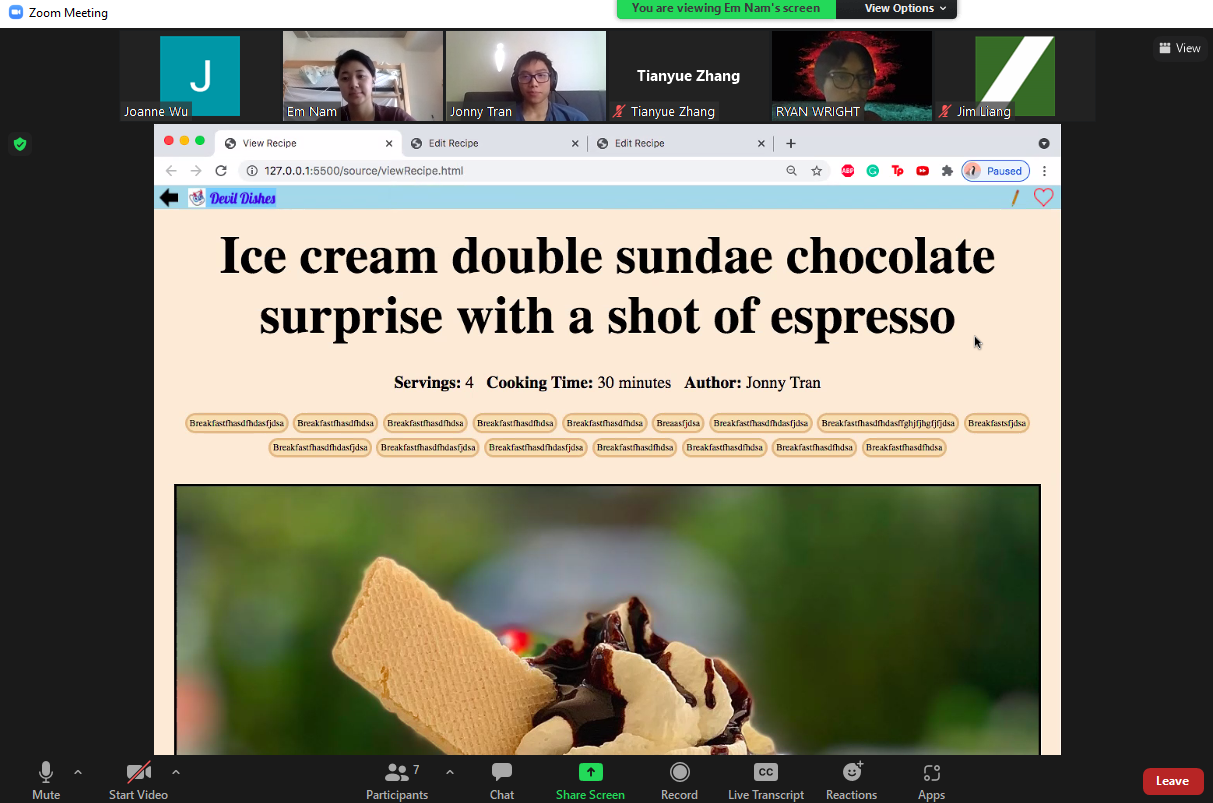 Zoom Meeting
You are viewing Em Nam's screen View Options
View
J
Tianyue Zhang
Joanne Wu Em Nam Jonny Tran Tianyue Zhang RYAN WRIGHT Jim Liang
View Recipe Edit Recipe Edit Recipe
127.0.0.1:5500/source/viewRecipe.html ABP G Tp Paused
Devil Dishes
Ice cream double sundae chocolate
surprise with a shot of espresso
Servings: 4 Cooking Time: 30 minutes Author: Jonny Tran
Breakfastfhasdfhdasfjdsa Breakfastfhasdfhdsa Breakfastfhasdfhdsa Breakfastfhasdfhdsa Breakfastfhasdfhdsa Breaasfjdsa Breakfastfhasdfhdasfjdsa Breakfastfhasdfhdasffghjfjhgfjfjdsa Breakfastsfjdsa
Breakfastfhasdfhdasfjdsa Breakfastfhasdfhdasfjdsa Breakfastfhasdfhdasfjdsa Breakfastfhasdfhdsa Breakfastfhasdfhdsa Breakfastfhasdfhdsa Breakfastfhasdfhdsa
7 CC
Mute Start Video Participants Chat Share Screen Record Live Transcript Reactions Apps Leave